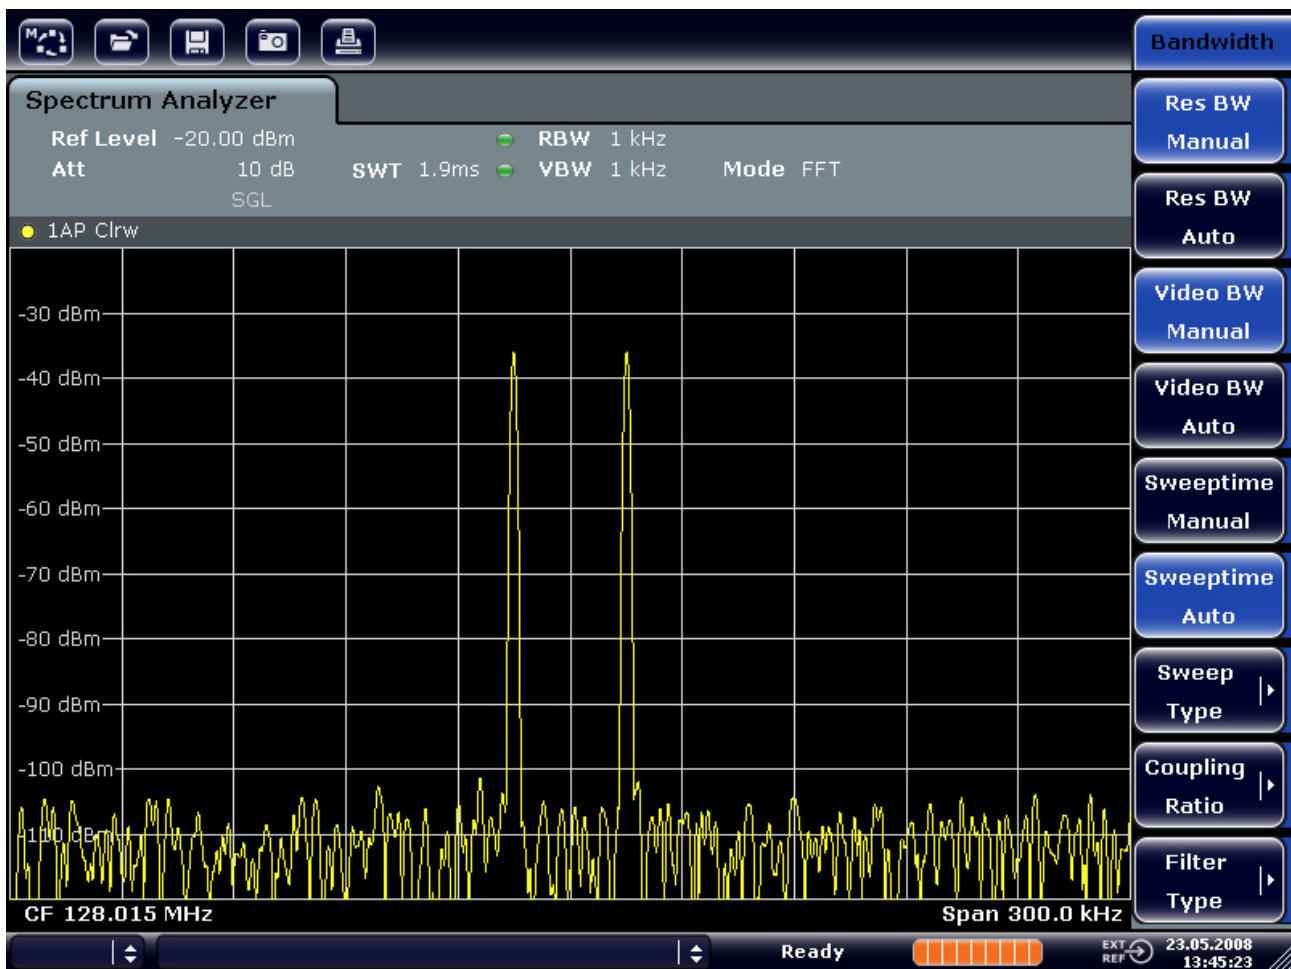 M
Bandwidth
Spectrum Analyzer
Ref Level -20.00 dBm
RBW 1 kHz
Att 10 dB
SWT 1.9ms
VBW 1 kHz
Mode FFT
SGL
1AP Clrw
-30 dBm
-40 dBm
-50 dBm
-60 dBm
-70 dBm
-80 dBm
-90 dBm
-100 dBm
-110 dBm
CF 128.015 MHz
Span 300.0 kHz
Res BW
Manual
Res BW
Auto
Video BW
Manual
Video BW
Auto
Sweeptime
Manual
Sweeptime
Auto
Sweep
Type
Coupling
Ratio
Filter
Type
Ready
EXT
REF
23.05.2008
13:45:23